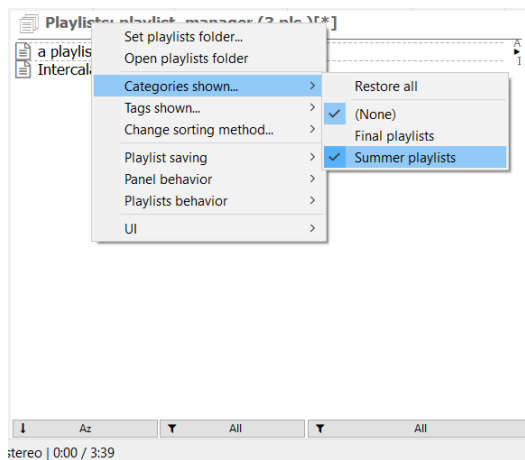 Playlists: playlist_manager (3 pls.)[*]
a playlis
Intercala
A
I
Set playlists folder...
Open playlists folder
Categories shown...
Tags shown...
Change sorting method...
Playlist saving
Panel behavior
Playlists behavior
UI
Restore all
(None)
Final playlists
Summer playlists
Az
All
All
stereo | 0:00 / 3:39